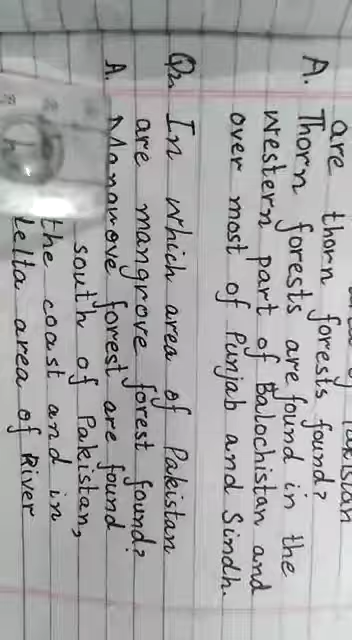 are thorn forests found?
A. Thorn forests are found in the
western part of Balochistan and
over most of Punjab and Sindh.
Q2 In which area of Pakistan
are mangrove forest found?
A. Mangrove forest are found
south of Pakistan,
the coast and in
delta area of River